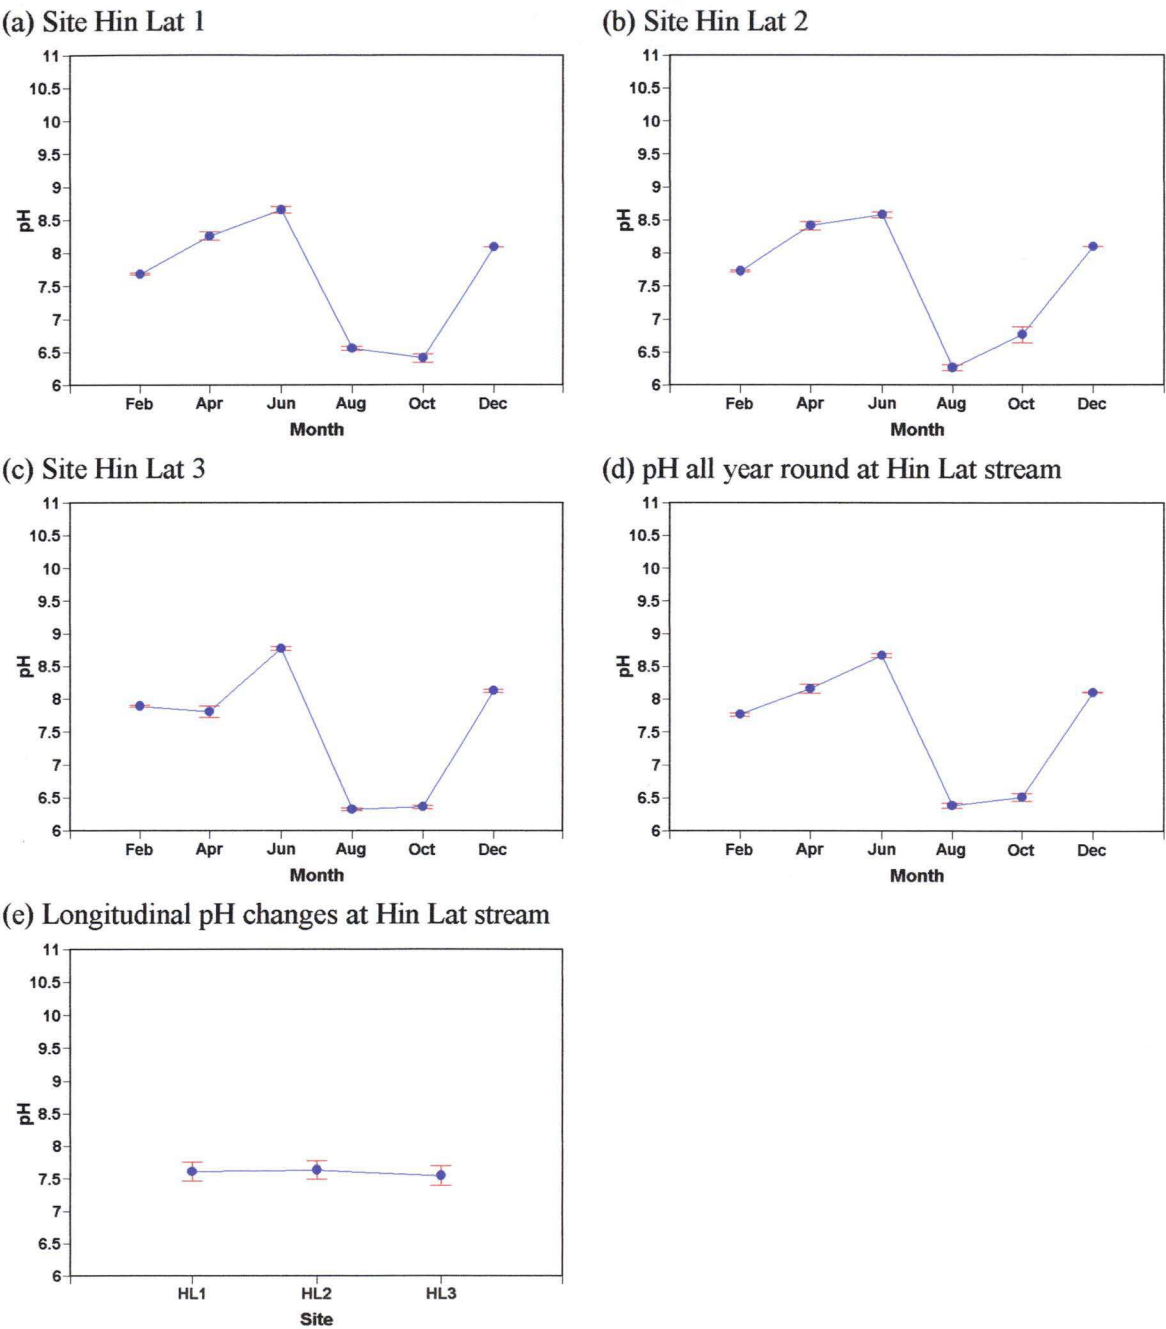 (a) Site Hin Lat 1
11
10.5
10
9.5
9
8.5
8
7.5
7
6.5
6
pH
Feb Apr Jun Aug Oct Dec
Month
(b) Site Hin Lat 2
11
10.5
10
9.5
9
8.5
8
7.5
7
6.5
6
pH
Feb Apr Jun Aug Oct Dec
Month
(c) Site Hin Lat 3
11
10.5
10
9.5
9
8.5
8
7.5
7
6.5
6
pH
Feb Apr Jun Aug Oct Dec
Month
(d) pH all year round at Hin Lat stream
11
10.5
10
9.5
9
8.5
8
7.5
7
6.5
6
pH
Feb Apr Jun Aug Oct Dec
Month
(e) Longitudinal pH changes at Hin Lat stream
11
10.5
10
9.5
9
8.5
8
7.5
7
6.5
6
pH
HL1 HL2 HL3
Site